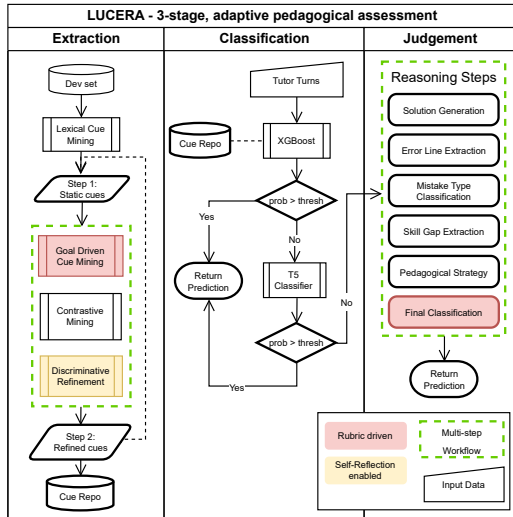 LUCERA - 3-stage, adaptive pedagogical assessment
Extraction
Dev set
Lexical Cue
Mining
Step 1:
Static cues
Goal Driven
Cue Mining
Contrastive
Mining
Discriminative
Refinement
Step 2:
Refined cues
Cue Repo
Classification
Tutor Turns
Cue Repo
XGBoost
prob > thresh
Yes
No
Return
Prediction
T5
Classifier
No
prob > thresh
Yes
Judgement
Reasoning Steps
Solution Generation
Error Line Extraction
Mistake Type
Classification
Skill Gap Extraction
Pedagogical Strategy
Final Classification
Return
Prediction
Rubric driven
Multi-step
Workflow
Self-Reflection
enabled
Input Data